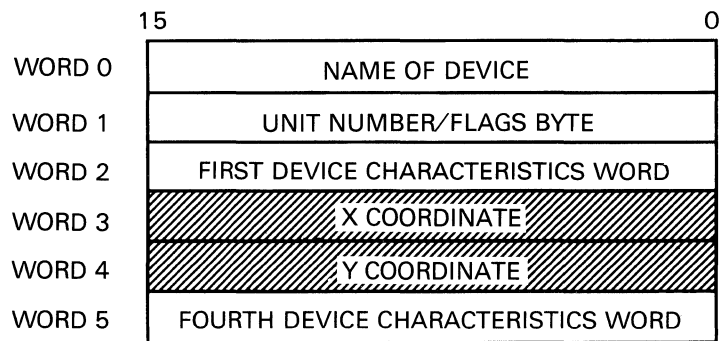 15 0
WORD 0 NAME OF DEVICE
WORD 1 UNIT NUMBER/FLAGS BYTE
WORD 2 FIRST DEVICE CHARACTERISTICS WORD
WORD 3 X COORDINATE
WORD 4 Y COORDINATE
WORD 5 FOURTH DEVICE CHARACTERISTICS WORD